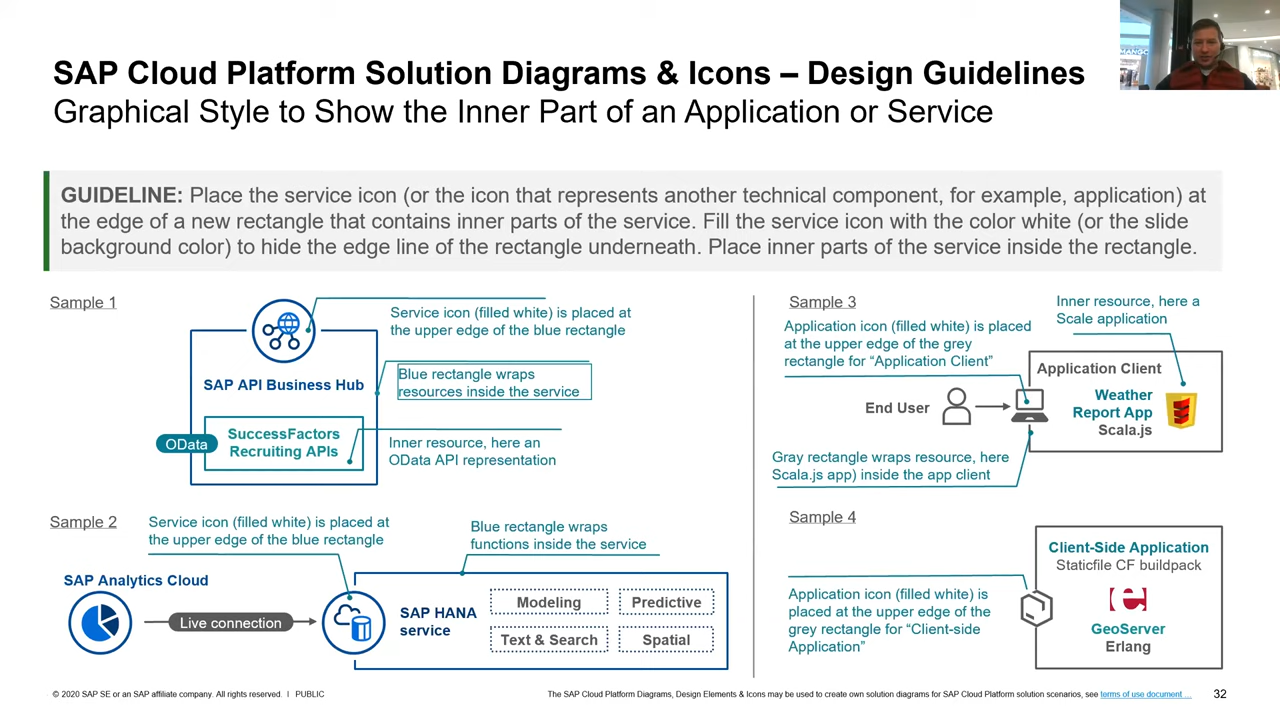 SAP Cloud Platform Solution Diagrams & Icons – Design Guidelines
Graphical Style to Show the Inner Part of an Application or Service
GUIDELINE: Place the service icon (or the icon that represents another technical component, for example, application) at
the edge of a new rectangle that contains inner parts of the service. Fill the service icon with the color white (or the slide
background color) to hide the edge line of the rectangle underneath. Place inner parts of the service inside the rectangle.
Sample 1
Service icon (filled white) is placed at
the upper edge of the blue rectangle
SAP API Business Hub
Blue rectangle wraps
resources inside the service
OData
SuccessFactors
Recruiting APIs
Inner resource, here an
OData API representation
Sample 2
Service icon (filled white) is placed at
the upper edge of the blue rectangle
Blue rectangle wraps
functions inside the service
SAP Analytics Cloud
Live connection
SAP HANA
service
Modeling
Predictive
Text & Search
Spatial
Sample 3
Application icon (filled white) is placed
at the upper edge of the grey
rectangle for “Application Client”
Inner resource, here a
Scale application
Application Client
End User
Weather
Report App
Scala.js
Gray rectangle wraps resource, here
Scala.js app) inside the app client
Sample 4
Client-Side Application
Staticfile CF buildpack
Application icon (filled white) is
placed at the upper edge of the
grey rectangle for “Client-side
Application”
GeoServer
Erlang
© 2020 SAP SE or an SAP affiliate company. All rights reserved. I PUBLIC
The SAP Cloud Platform Diagrams, Design Elements & Icons may be used to create own solution diagrams for SAP Cloud Platform solution scenarios, see terms of use document ...
32